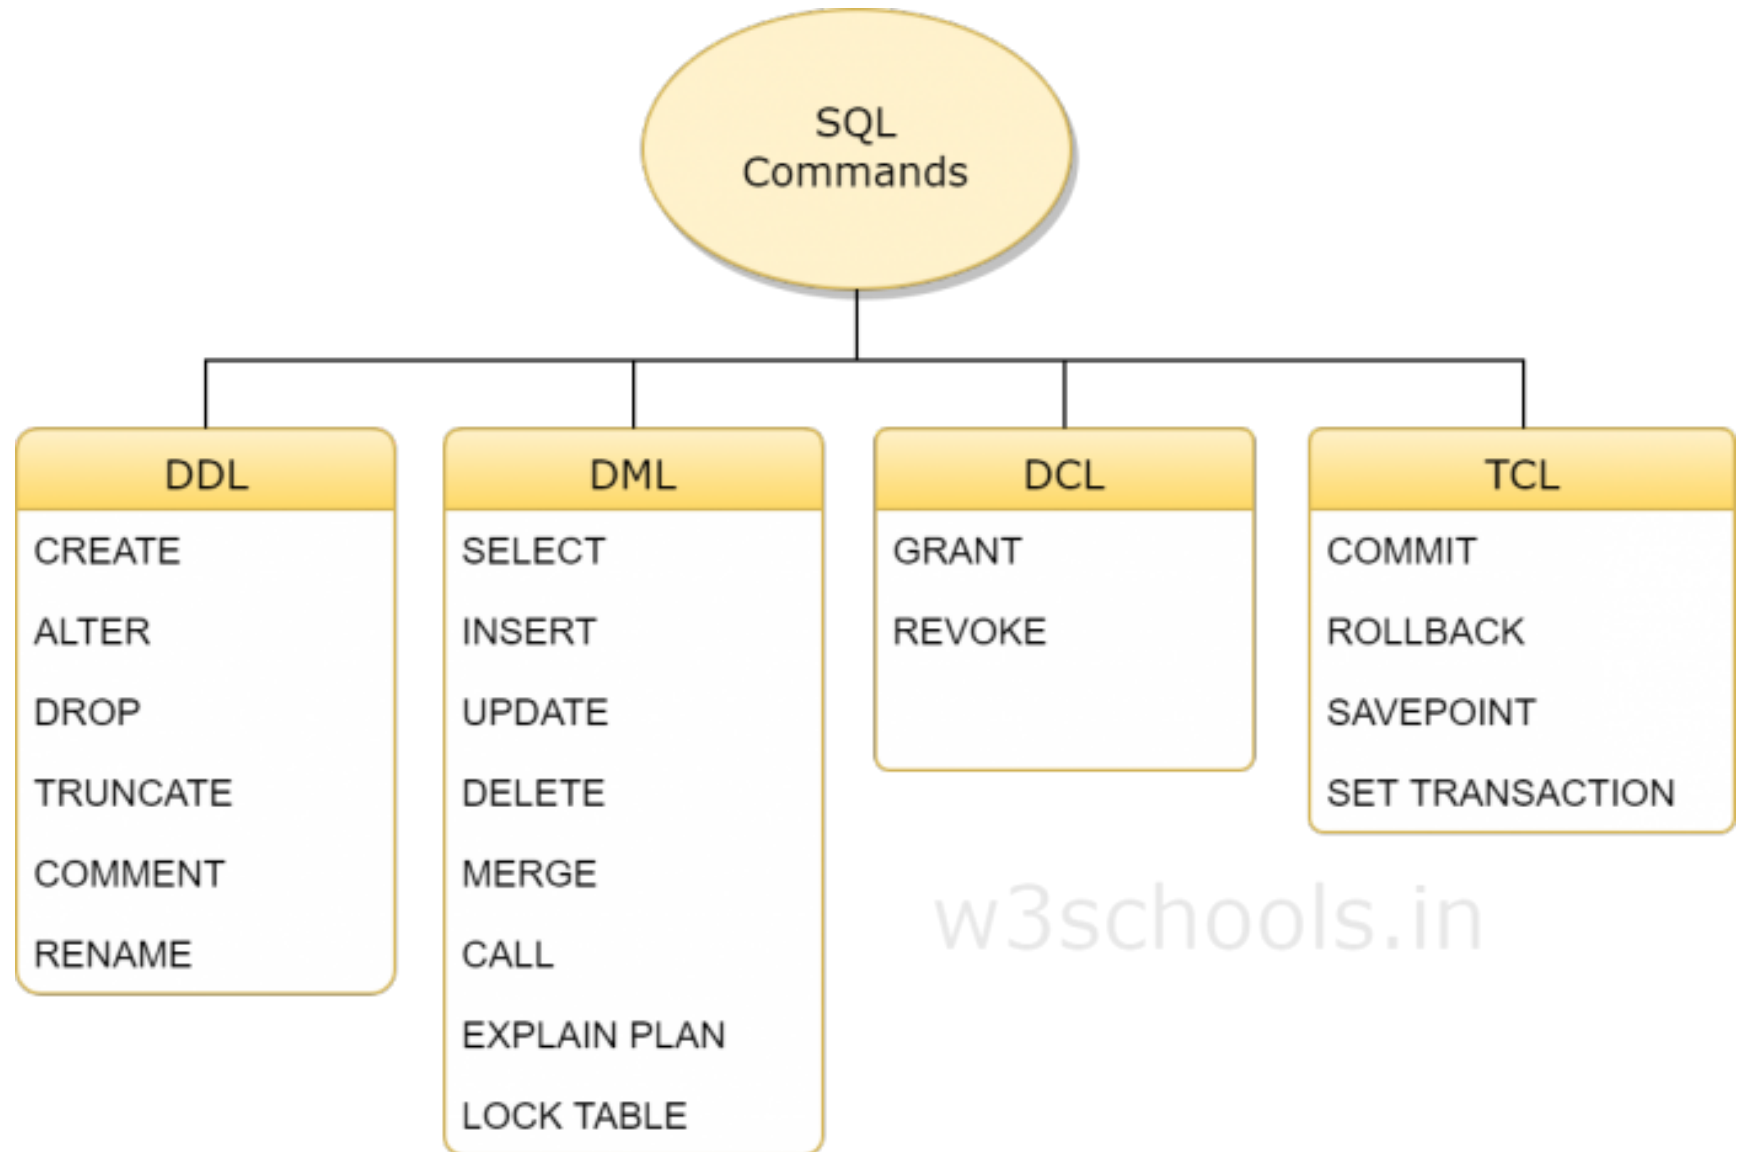 SQL
Commands
DDL
CREATE
ALTER
DROP
TRUNCATE
COMMENT
RENAME
DML
SELECT
INSERT
UPDATE
DELETE
MERGE
CALL
EXPLAIN PLAN
LOCK TABLE
DCL
GRANT
REVOKE
TCL
COMMIT
ROLLBACK
SAVEPOINT
SET TRANSACTION
w3schools.in